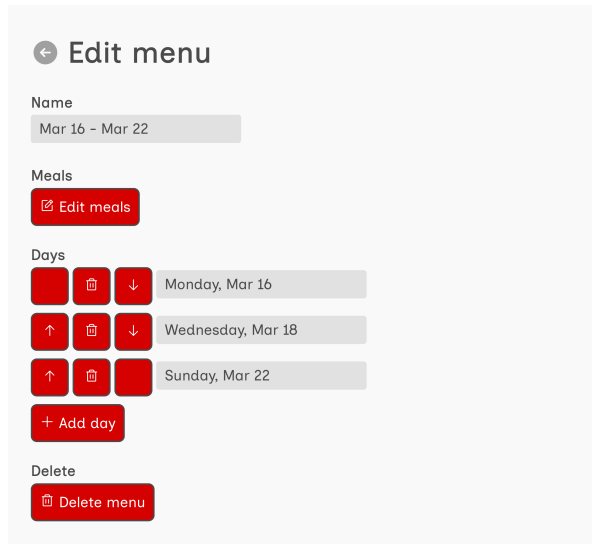 Edit menu
Name
Mar 16 - Mar 22
Meals
Edit meals
Days
Monday, Mar 16
Wednesday, Mar 18
Sunday, Mar 22
Add day
Delete
Delete menu